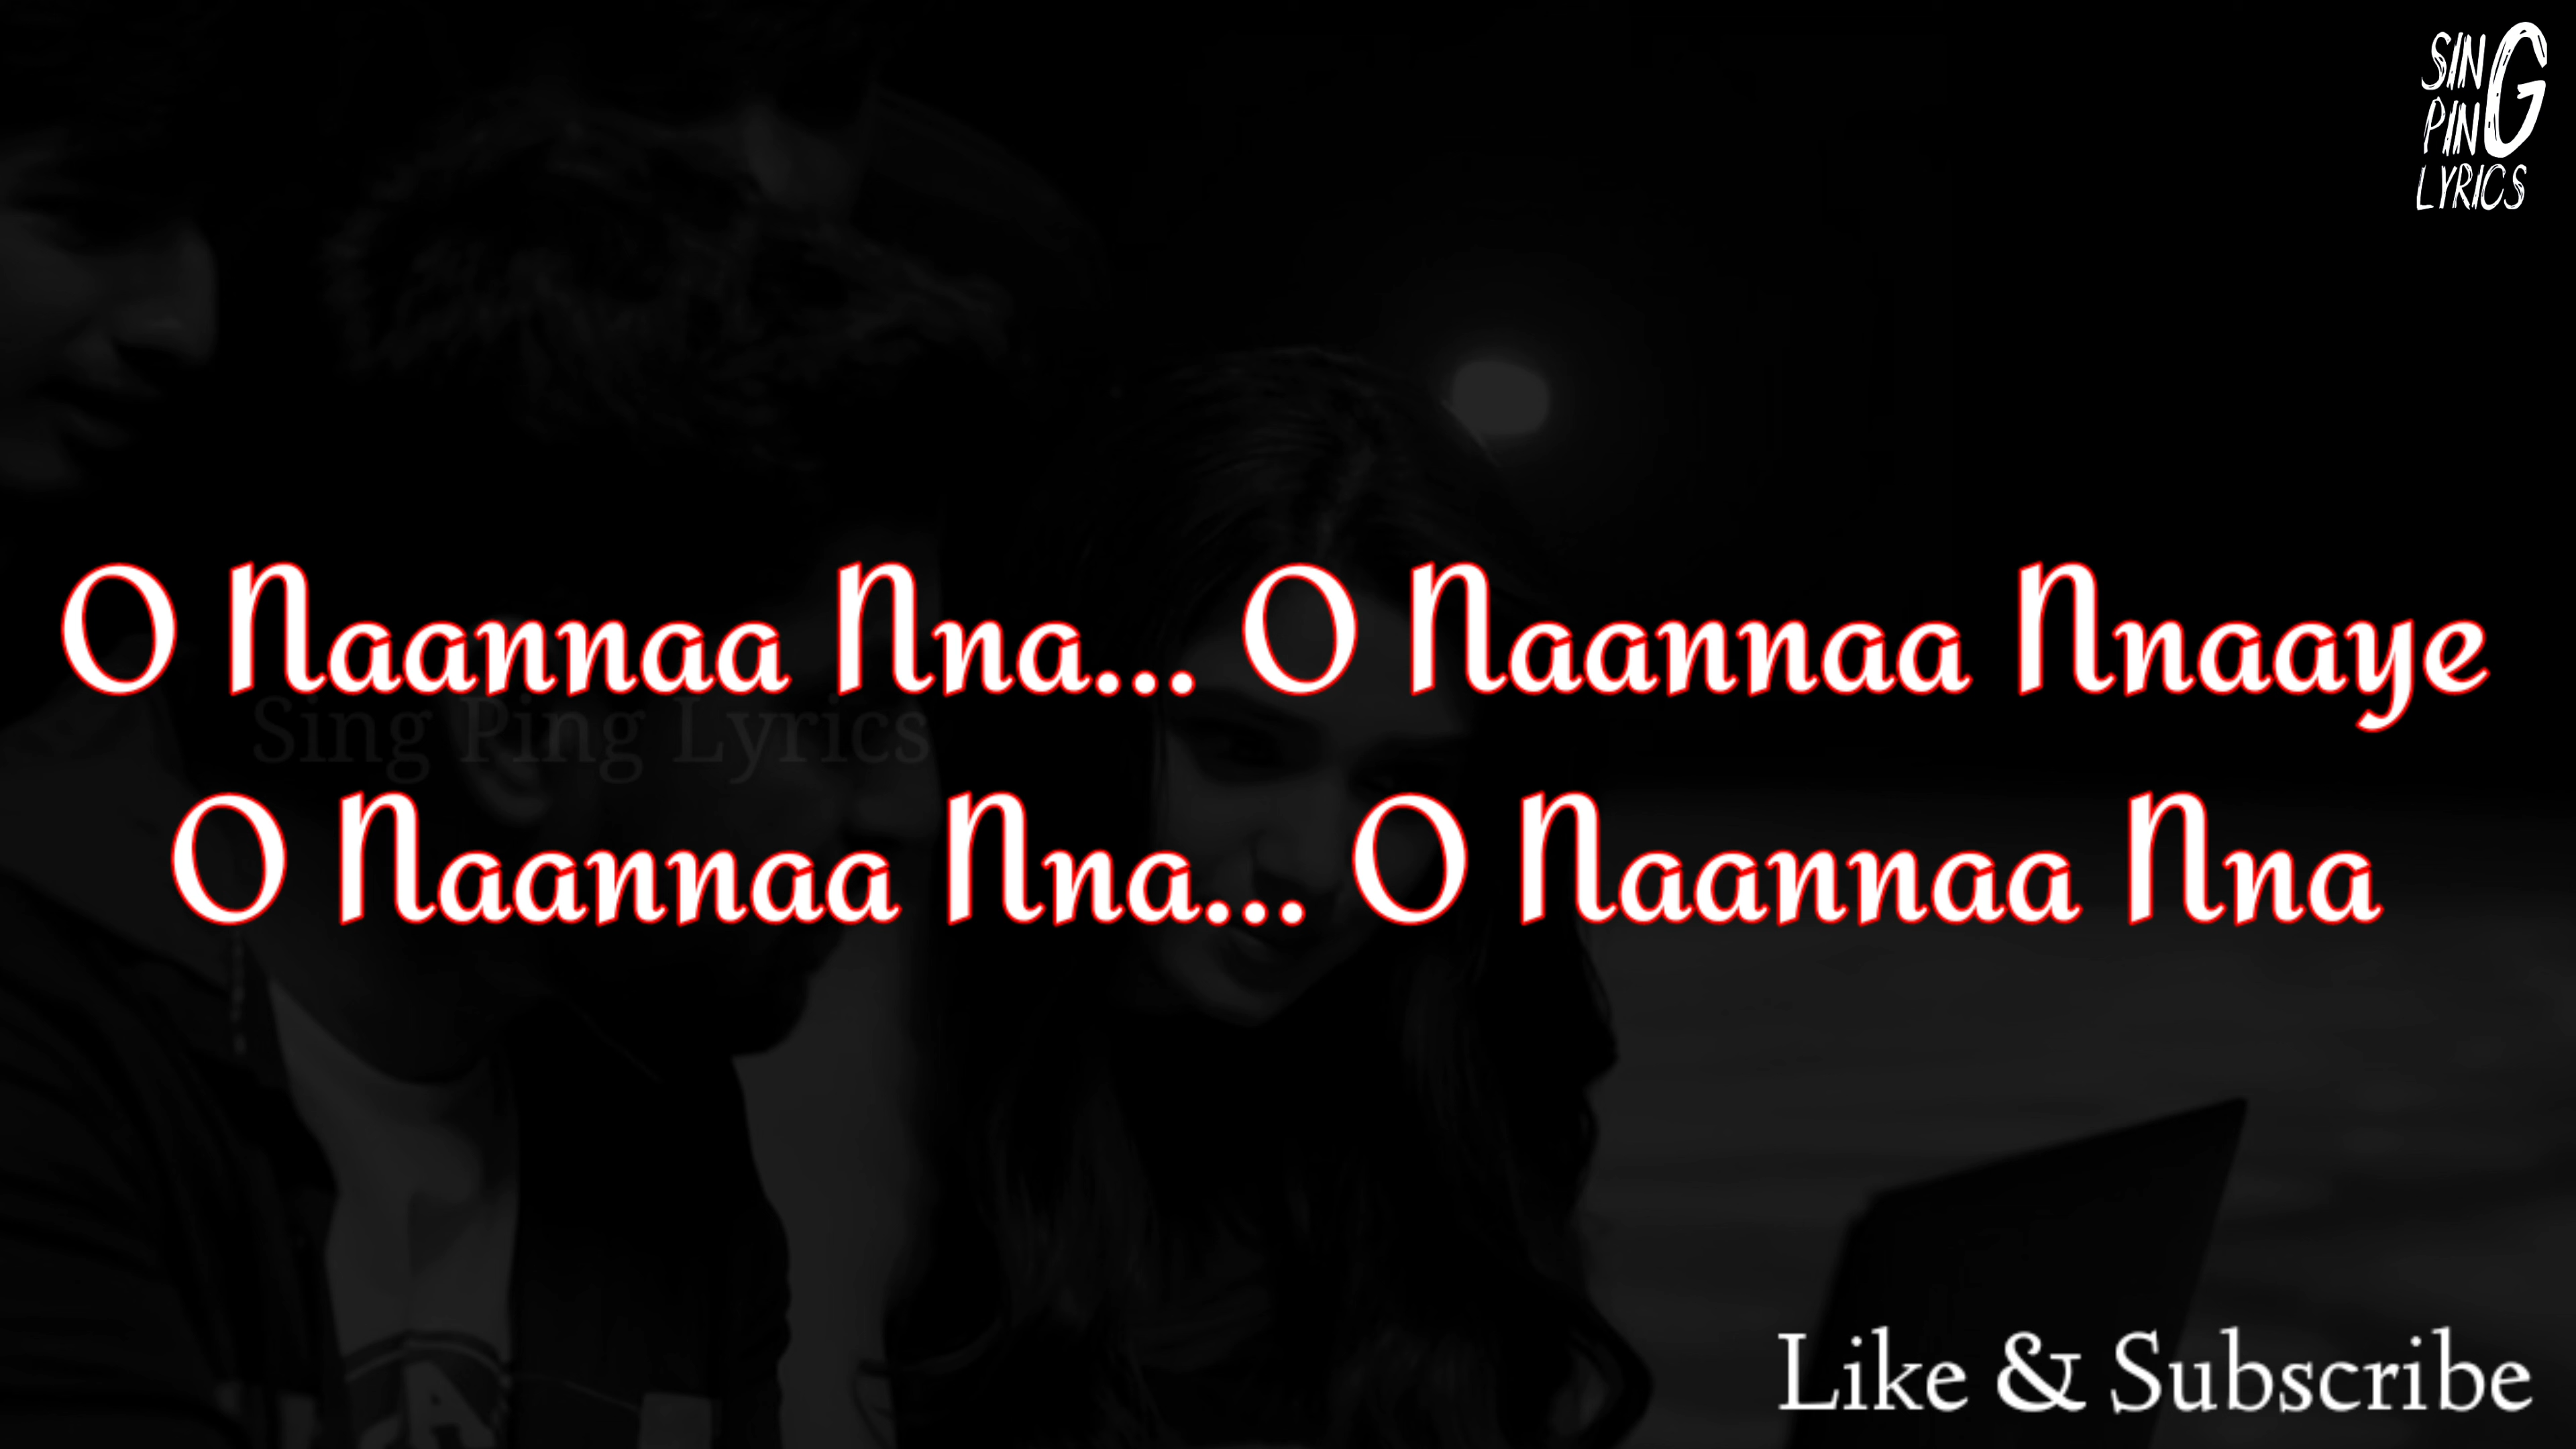 SING
PING
LYRICS
O Naannaa Nna... O Naannaa Nnaaye
Sing Ping Lyrics
O Naannaa Nna... O Naannaa Nna
Like & Subscribe